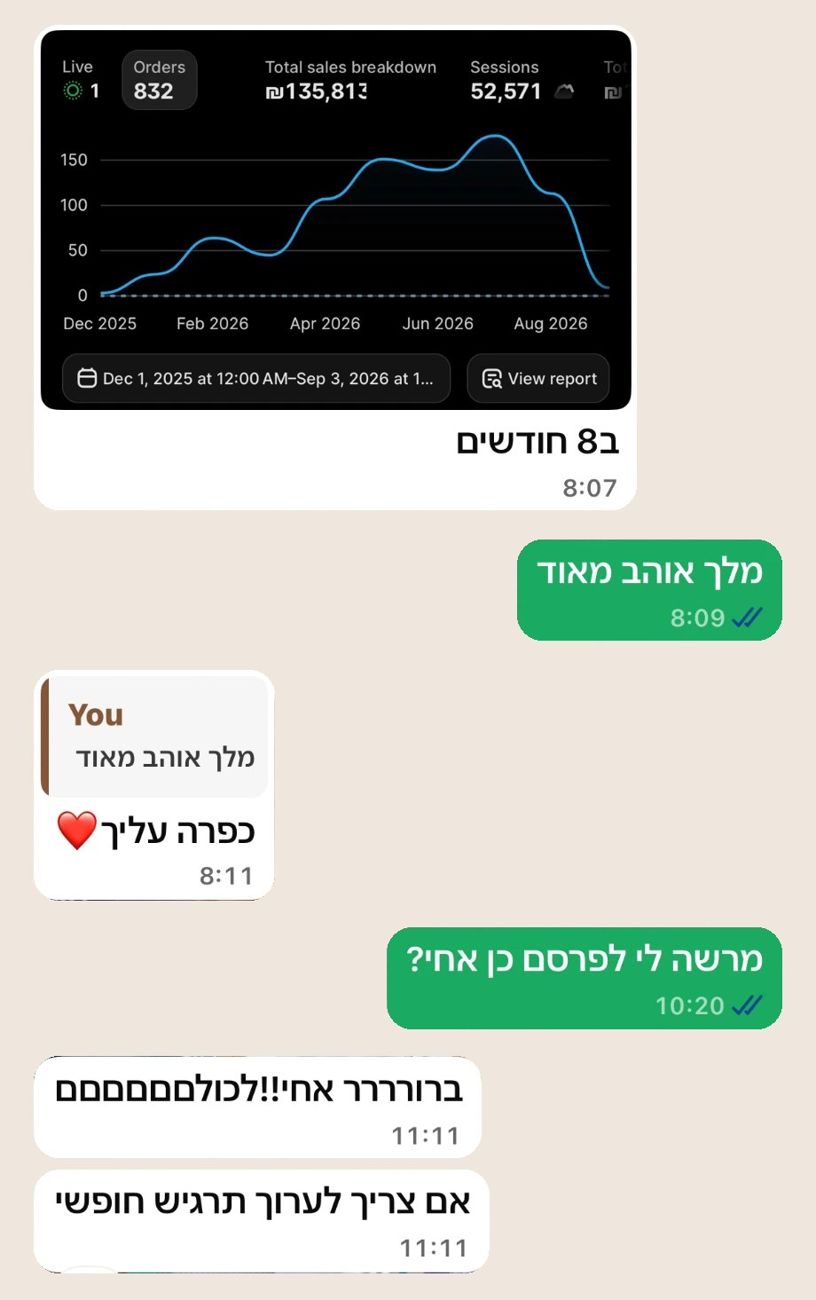 Live
1
Orders
832
Total sales breakdown
₪135,813
Sessions
52,571
₪
150
100
50
0
Dec 2025 Feb 2026 Apr 2026 Jun 2026 Aug 2026
Dec 1, 2025 at 12:00 AM–Sep 3, 2026 at 1...
View report
ב8 חודשים
8:07
מלך אוהב מאוד
8:09
You
מלך אוהב מאוד
כפרה עליך❤️
8:11
מרשה לי לפרסם כן אחי?
10:20
ברורררר אחי!!לכולםםםםםםם
11:11
אם צריך לערוך תרגיש חופשי
11:11